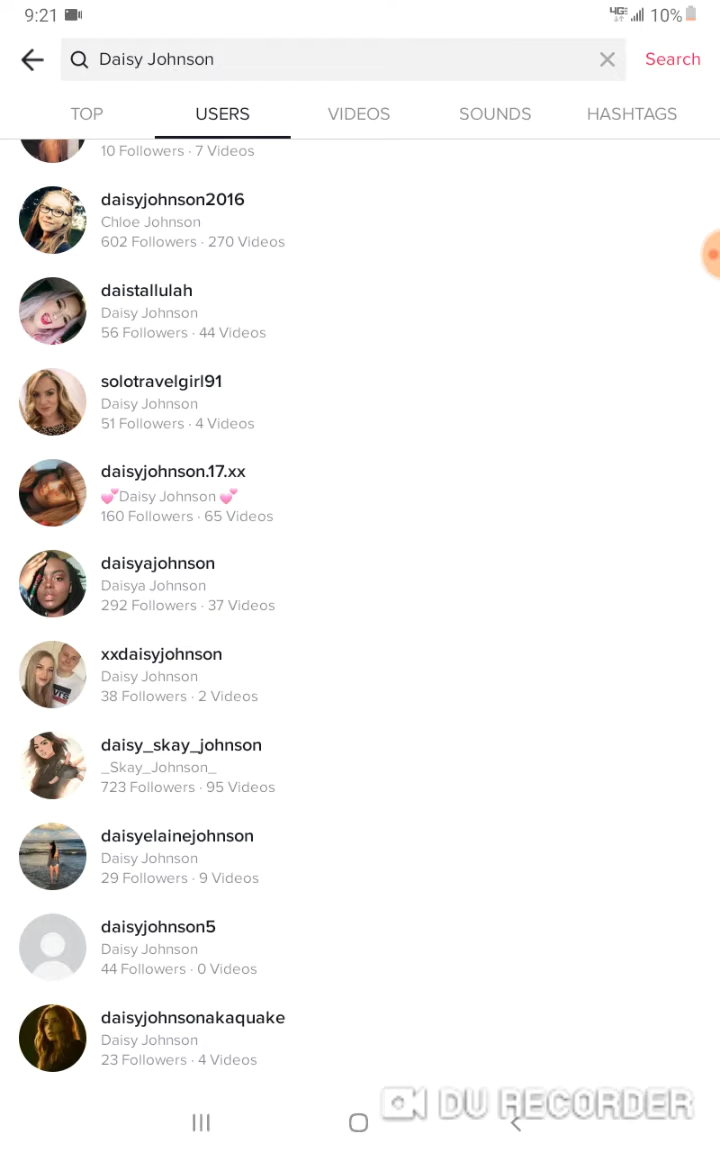 9:21 4GE 10%
Daisy Johnson Search
TOP USERS VIDEOS SOUNDS HASHTAGS
10 Followers · 7 Videos
daisyjohnson2016
Chloe Johnson
602 Followers · 270 Videos
daistallulah
Daisy Johnson
56 Followers · 44 Videos
solotravelgirl91
Daisy Johnson
51 Followers · 4 Videos
daisyjohnson.17.xx
💕Daisy Johnson 💕
160 Followers · 65 Videos
daisyajohnson
Daisya Johnson
292 Followers · 37 Videos
xxdaisyjohnson
Daisy Johnson
38 Followers · 2 Videos
daisy_skay_johnson
_Skay_Johnson_
723 Followers · 95 Videos
daisyelainejohnson
Daisy Johnson
29 Followers · 9 Videos
daisyjohnson5
Daisy Johnson
44 Followers · 0 Videos
daisyjohnsonakaquake
Daisy Johnson
23 Followers · 4 Videos
DU RECORDER